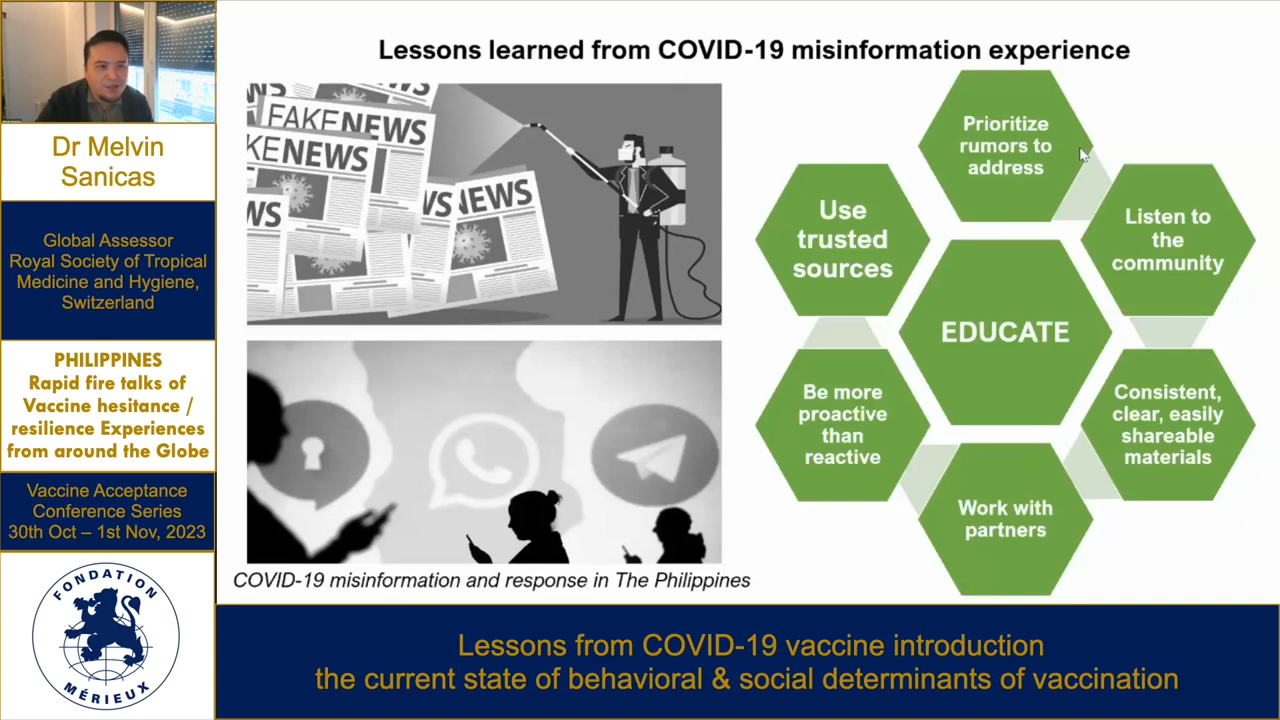 Dr Melvin
Sanicas
Global Assessor
Royal Society of Tropical
Medicine and Hygiene,
Switzerland
PHILIPPINES
Rapid fire talks of
Vaccine hesitance /
resilience Experiences
from around the Globe
Vaccine Acceptance
Conference Series
30th Oct – 1st Nov, 2023
FONDATION
MÉRIEUX
Lessons learned from COVID-19 misinformation experience
FAKE NEWS
KE NEWS
WS
WS
NEWS
COVID-19 misinformation and response in The Philippines
Prioritize
rumors to
address
Listen to
the
community
Consistent,
clear, easily
shareable
materials
Work with
partners
Be more
proactive
than
reactive
Use
trusted
sources
EDUCATE
Lessons from COVID-19 vaccine introduction
the current state of behavioral & social determinants of vaccination